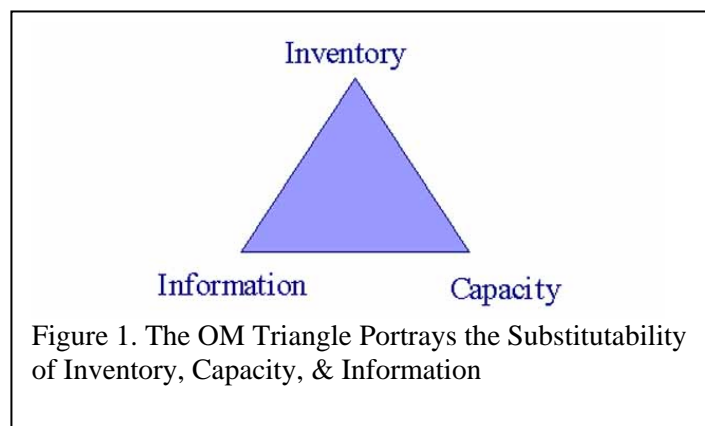 Inventory
Information
Capacity
Figure 1. The OM Triangle Portrays the Substitutability
of Inventory, Capacity, & Information